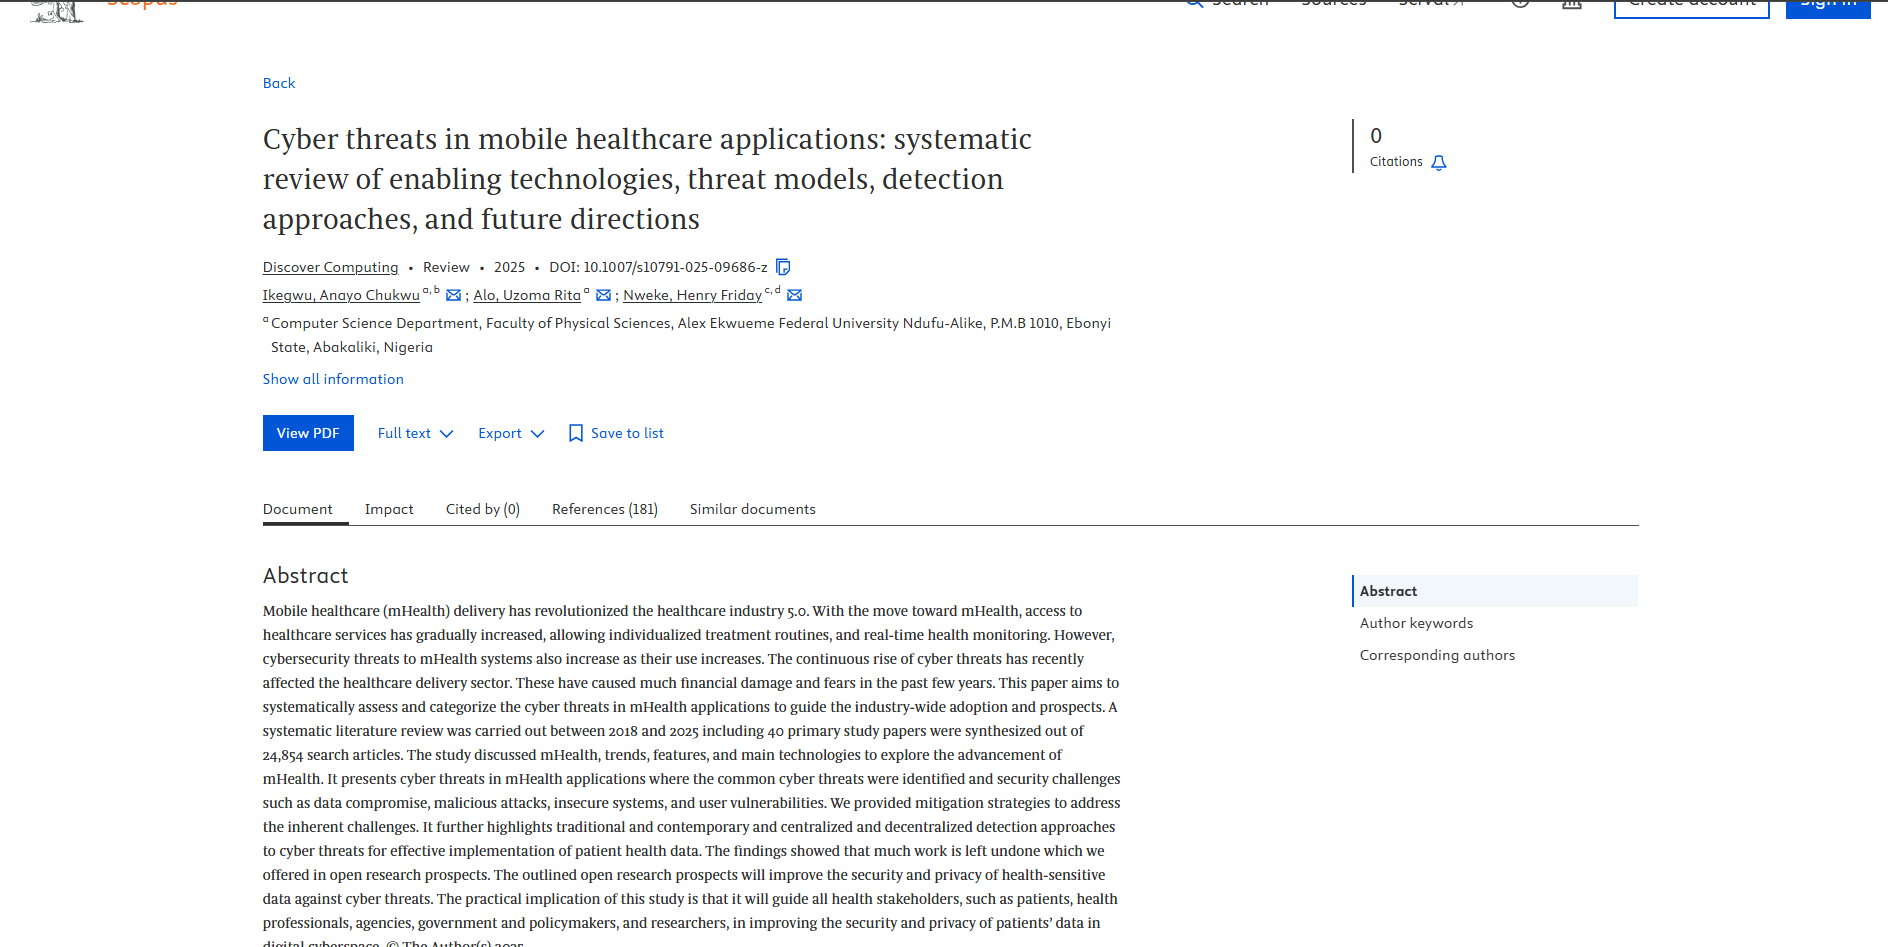 Scopus
Search Sources SciVal Create account Sign in
Back
Cyber threats in mobile healthcare applications: systematic
review of enabling technologies, threat models, detection
approaches, and future directions
0
Citations
Discover Computing • Review • 2025 • DOI: 10.1007/s10791-025-09686-z
Ikegwu, Anayo Chukwu a, b ; Alo, Uzoma Rita a ; Nweke, Henry Friday c, d
a Computer Science Department, Faculty of Physical Sciences, Alex Ekwueme Federal University Ndufu-Alike, P.M.B 1010, Ebonyi
State, Abakaliki, Nigeria
Show all information
View PDF Full text Export Save to list
Document Impact Cited by (0) References (181) Similar documents
Abstract
Mobile healthcare (mHealth) delivery has revolutionized the healthcare industry 5.0. With the move toward mHealth, access to
healthcare services has gradually increased, allowing individualized treatment routines, and real-time health monitoring. However,
cybersecurity threats to mHealth systems also increase as their use increases. The continuous rise of cyber threats has recently
affected the healthcare delivery sector. These have caused much financial damage and fears in the past few years. This paper aims to
systematically assess and categorize the cyber threats in mHealth applications to guide the industry-wide adoption and prospects. A
systematic literature review was carried out between 2018 and 2025 including 40 primary study papers were synthesized out of
24,854 search articles. The study discussed mHealth, trends, features, and main technologies to explore the advancement of
mHealth. It presents cyber threats in mHealth applications where the common cyber threats were identified and security challenges
such as data compromise, malicious attacks, insecure systems, and user vulnerabilities. We provided mitigation strategies to address
the inherent challenges. It further highlights traditional and contemporary and centralized and decentralized detection approaches
to cyber threats for effective implementation of patient health data. The findings showed that much work is left undone which we
offered in open research prospects. The outlined open research prospects will improve the security and privacy of health-sensitive
data against cyber threats. The practical implication of this study is that it will guide all health stakeholders, such as patients, health
professionals, agencies, government and policymakers, and researchers, in improving the security and privacy of patients' data in
digital cyberspace. © The Author(s) 2025.
Abstract
Author keywords
Corresponding authors